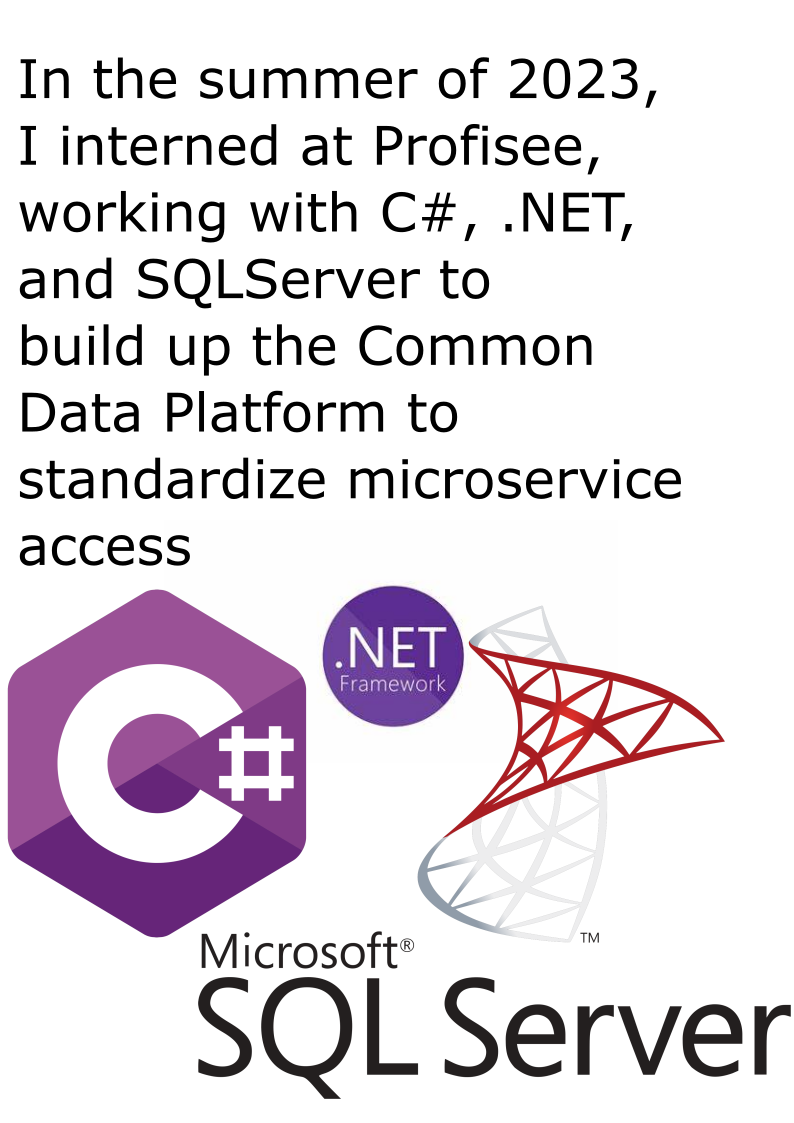 In the summer of 2023,
I interned at Profisee,
working with C#, .NET,
and SQLServer to
build up the Common
Data Platform to
standardize microservice
access
C#
.NET
Framework
TM
Microsoft®
SQL Server